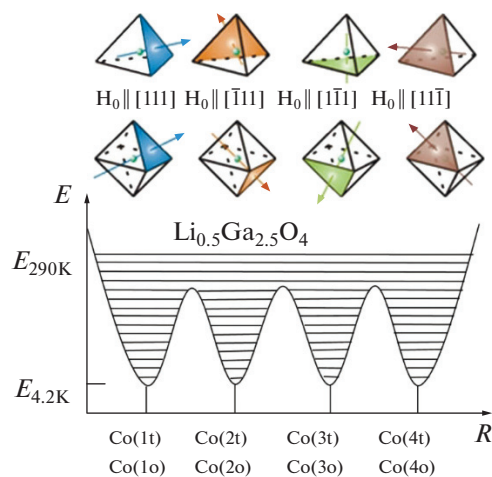 H₀ ∥ [111] H₀ ∥ [1̄11] H₀ ∥ [11̄1] H₀ ∥ [111̄]
E
Li₀.₅Ga₂.₅O₄
E₂₉₀K
E₄.₂K
R
Co(1t) Co(2t) Co(3t) Co(4t)
Co(1o) Co(2o) Co(3o) Co(4o)